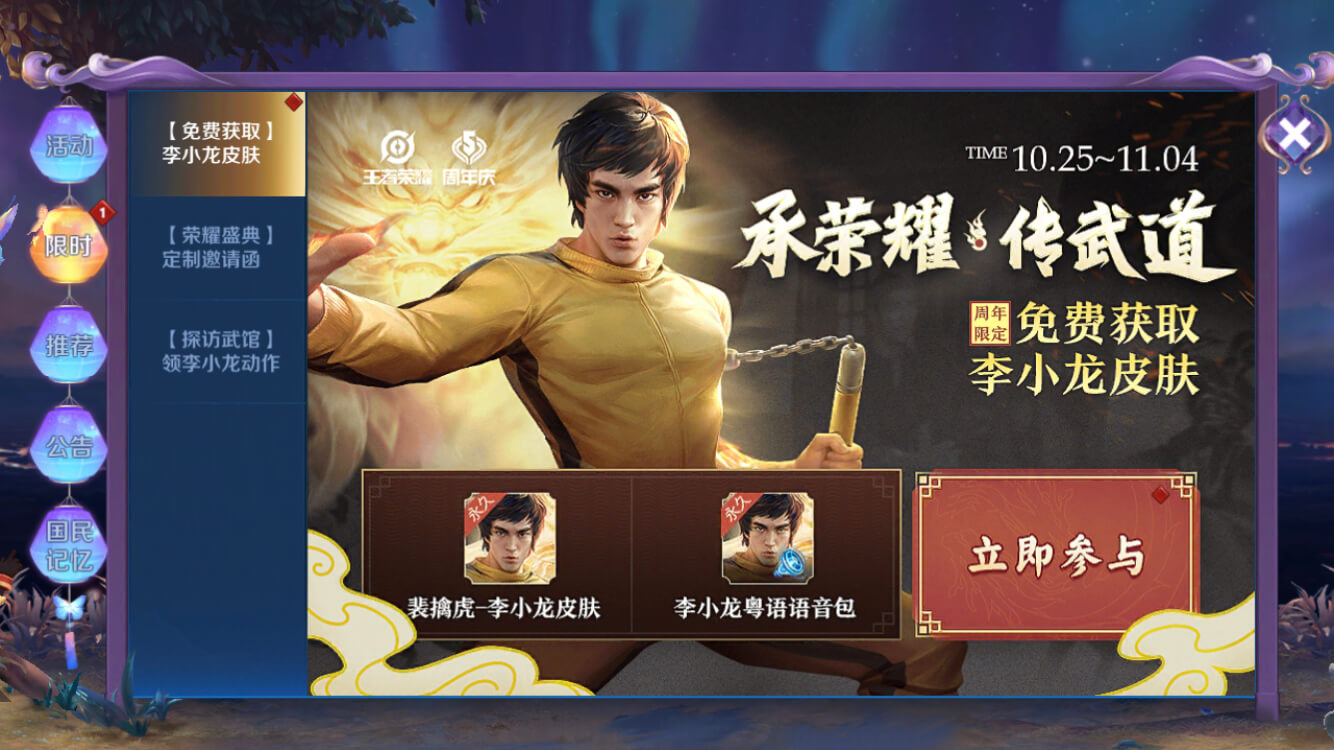 活动
限时
1
推荐
公告
国民
记忆
【免费获取】
李小龙皮肤
【荣耀盛典】
定制邀请函
【探访武馆】
领李小龙动作
王者荣耀 5周年庆
TIME 10.25~11.04
承荣耀·传武道
周年
限定
免费获取
李小龙皮肤
永久
裴擒虎-李小龙皮肤
永久
李小龙粤语语音包
立即参与